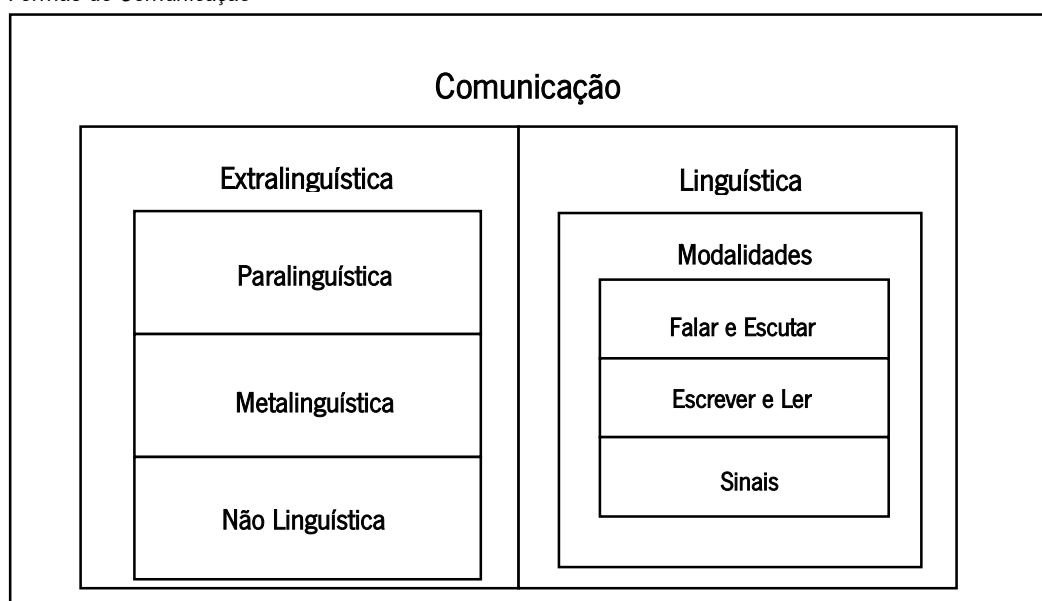 Formas de Comunicação
Comunicação
Extralinguística
Paralinguística
Metalinguística
Não Linguística
Linguística
Modalidades
Falar e Escutar
Escrever e Ler
Sinais